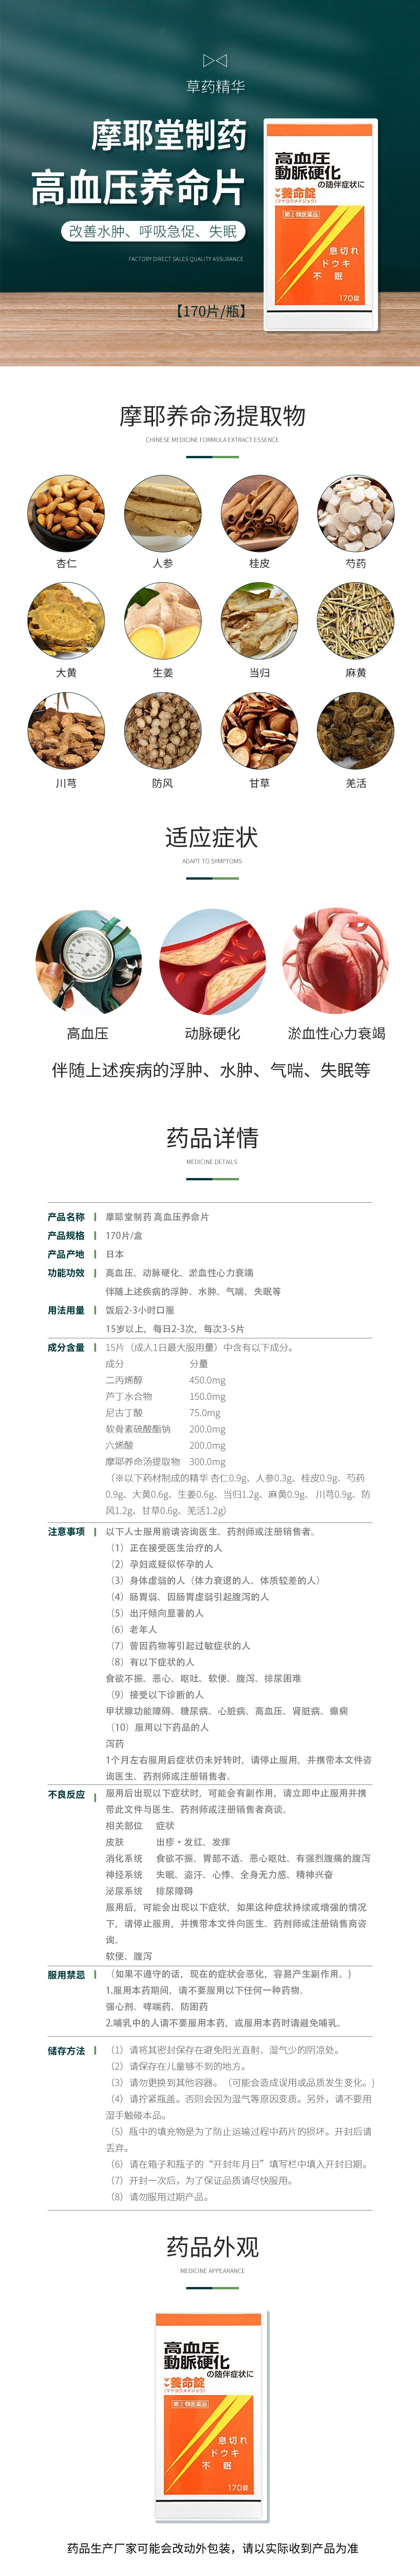 草药精华
摩耶堂制药
高血压养命片
改善水肿、呼吸急促、失眠
FACTORY DIRECT SALES QUALITY ASSURANCE
【170片/瓶】
高血圧
動脈硬化
の随伴症状に
養命錠
(マヤヨウメイジョウ)
第②類医薬品
息切れ
ドウキ
不眠
170錠
摩耶养命汤提取物
CHINESE MEDICINE FORMULA EXTRACT ESSENCE
杏仁 人参 桂皮 芍药
大黄 生姜 当归 麻黄
川芎 防风 甘草 羌活
适应症状
ADAPT TO SYMPTOMS
高血压 动脉硬化 淤血性心力衰竭
伴随上述疾病的浮肿、水肿、气喘、失眠等
药品详情
MEDICINE DETAILS
产品名称 摩耶堂制药 高血压养命片
产品规格 170片/盒
产品产地 日本
功能功效 高血压、动脉硬化、淤血性心力衰竭
伴随上述疾病的浮肿、水肿、气喘、失眠等
用法用量 饭后2-3小时口服
15岁以上，每日2-3次，每次3-5片
成分含量 15片（成人1日最大服用量）中含有以下成分。
成分 分量
二丙烯醇 450.0mg
芦丁水合物 150.0mg
尼古丁酸 75.0mg
软骨素硫酸酯钠 200.0mg
六烯酸 200.0mg
摩耶养命汤提取物 300.0mg
（※以下药材制成的精华 杏仁0.9g、人参0.3g、桂皮0.9g、芍药
0.9g、大黄0.6g、生姜0.6g、当归1.2g、麻黄0.9g、 川芎0.9g、防
风1.2g、甘草0.6g、羌活1.2g）
注意事项 以下人士服用前请咨询医生、药剂师或注册销售者。
（1）正在接受医生治疗的人
（2）孕妇或疑似怀孕的人
（3）身体虚弱的人（体力衰退的人、体质较差的人）
（4）肠胃弱、因肠胃虚弱引起腹泻的人
（5）出汗倾向显著的人
（6）老年人
（7）曾因药物等引起过敏症状的人
（8）有以下症状的人
食欲不振、恶心、呕吐、软便、腹泻、排尿困难
（9）接受以下诊断的人
甲状腺功能障碍、糖尿病、心脏病、高血压、肾脏病、癫痫
（10）服用以下药品的人
泻药
1个月左右服用后症状仍未好转时，请停止服用，并携带本文件咨
询医生、药剂师或注册销售者。
不良反应 服用后出现以下症状时，可能会有副作用，请立即中止服用并携
带此文件与医生、药剂师或注册销售者商谈。
相关部位 症状
皮肤 出疹・发红、发痒
消化系统 食欲不振、胃部不适、恶心呕吐、有强烈腹痛的腹泻
神经系统 失眠、盗汗、心悸、全身无力感、精神兴奋
泌尿系统 排尿障碍
服用后，可能会出现以下症状，如果这种症状持续或增强的情况
下，请停止服用，并携带本文件向医生、药剂师或注册销售商咨
询。
软便、腹泻
服用禁忌 （如果不遵守的话，现在的症状会恶化，容易产生副作用。)
1.服用本药期间，请不要服用以下任何一种药物。
强心剂、哮喘药、防困药
2.哺乳中的人请不要服用本药，或服用本药时请避免哺乳。
储存方法 （1）请将其密封保存在避免阳光直射、湿气少的阴凉处。
（2）请保存在儿童够不到的地方。
（3）请勿更换到其他容器。（可能会造成误用或品质发生变化。)
（4）请拧紧瓶盖。否则会因为湿气等原因变质。另外，请不要用
湿手触碰本品。
（5）瓶中的填充物是为了防止运输过程中药片的损坏。开封后请
丢弃。
（6）请在箱子和瓶子的“开封年月日”填写栏中填入开封日期。
（7）开封一次后，为了保证品质请尽快服用。
（8）请勿服用过期产品。
药品外观
MEDICINE APPEARANCE
高血圧
動脈硬化
の随伴症状に
養命錠
(マヤヨウメイジョウ)
第②類医薬品
息切れ
ドウキ
不眠
170錠
药品生产厂家可能会改动外包装，请以实际收到产品为准